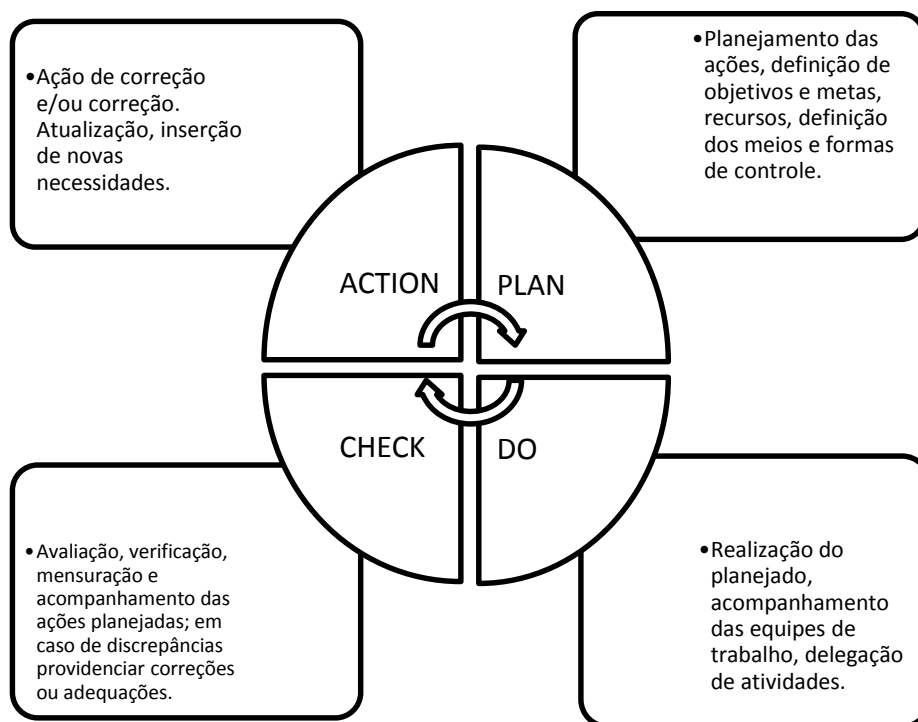 •Ação de correção
e/ou correção.
Atualização, inserção
de novas
necessidades.
•Planejamento das
ações, definição de
objetivos e metas,
recursos, definição
dos meios e formas
de controle.
ACTION
PLAN
CHECK
DO
•Avaliação, verificação,
mensuração e
acompanhamento das
ações planejadas; em
caso de discrepâncias
providenciar correções
ou adequações.
•Realização do
planejado,
acompanhamento
das equipes de
trabalho, delegação
de atividades.